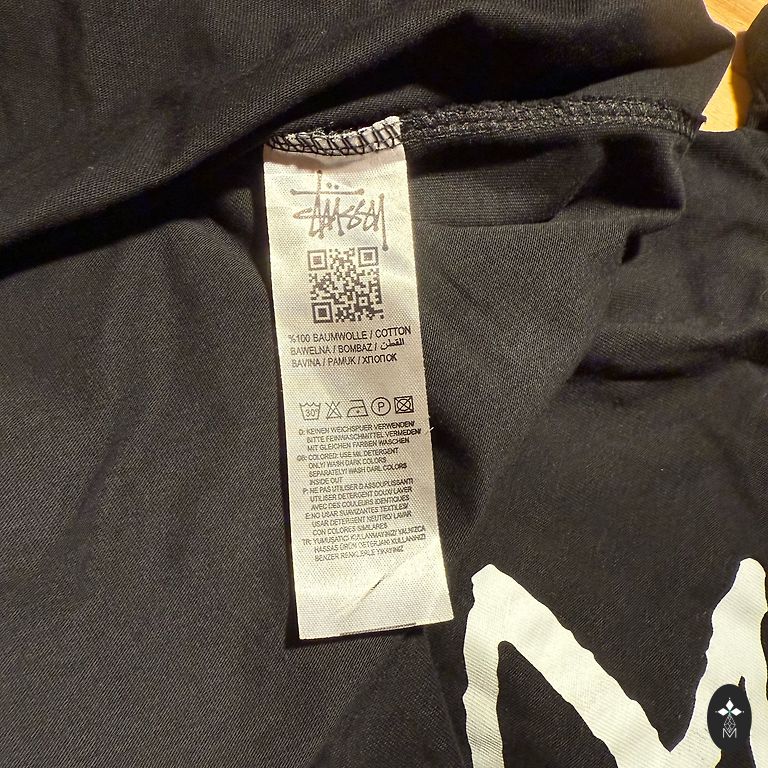 Stüssy
%100 BAUMWOLLE / COTTON
BAWELNA / BOMBAZ / القطن
BAVINA / PAMUK / ХЛОПОК
30°
P
D: KEINEN WEICHSPUER VERWENDEN/
BITTE FEINWASCHMITTEL VERMEDEN/
MIT GLEICHEN FARBEN WASCHEN
GB: COLORED: USE MIL DETERGENT
ONLY/ WASH DARK COLORS
SEPARATELY/ WASH DARL COLORS
INSIDE OUT
F: NE PAS UTILISER D'ASSOUPLISSANTI
UTILISER DETERGENT DOUX/ LAVER
AVEC DES COULEURS IDENTIQUES
E: NO USAR SUAVIZANTES TEXTILES/
USAR DETERGENT NEUTRO/ LAVAR
CON COLORES SIMILARES
TR: YUMUŞATICI KULLANMAYINIZ/ YALNIZCA
HASSAS ÜRÜN DETERJANI KULLANINIZ/
BENZER RENKLERLE YIKAYINIZ
M